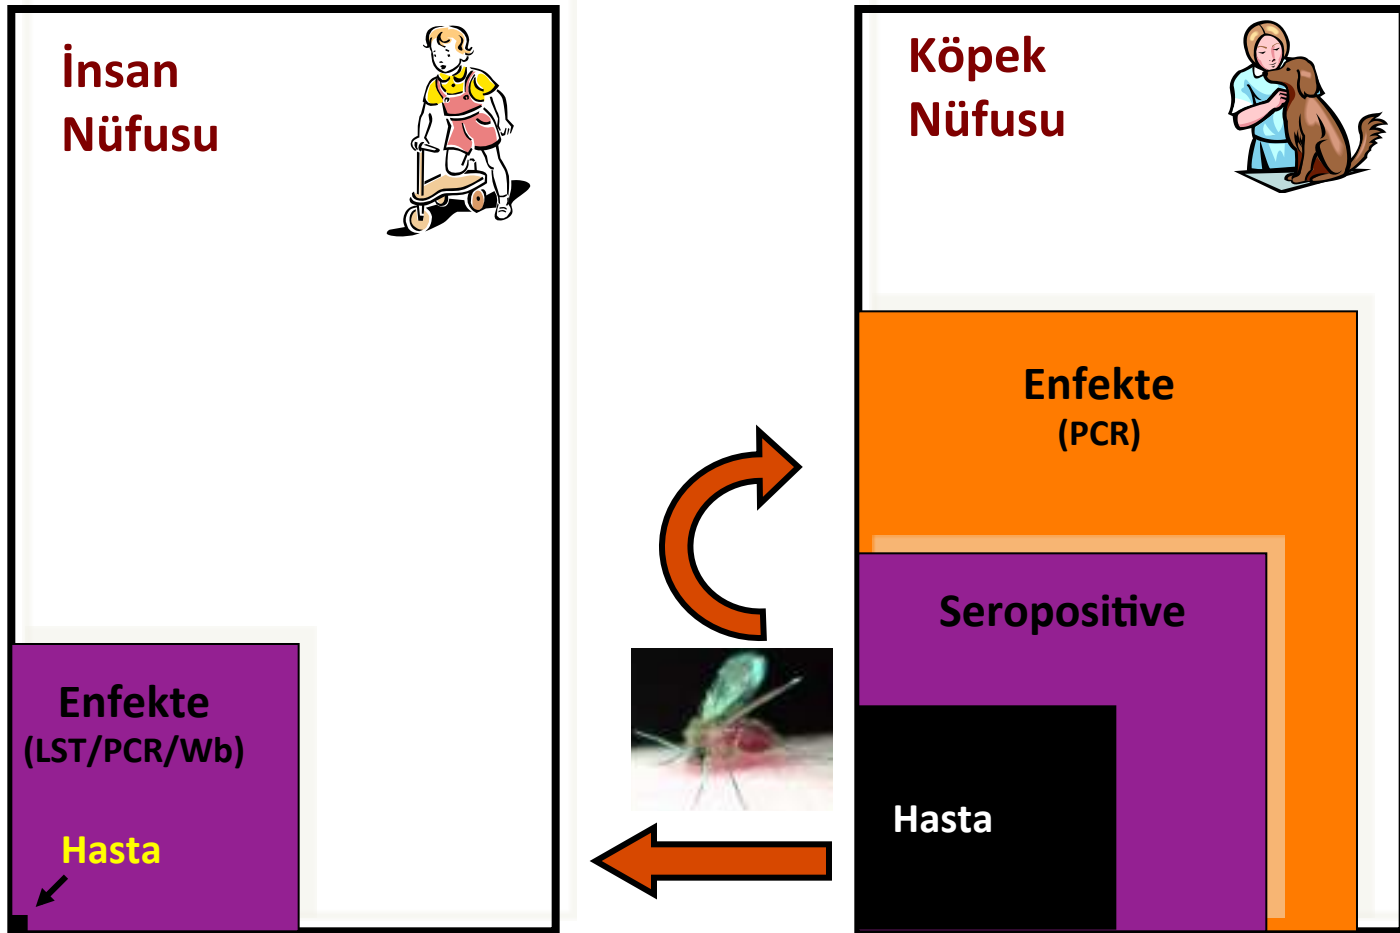 İnsan
Nüfusu
Enfekte
(LST/PCR/Wb)
Hasta
Köpek
Nüfusu
Enfekte
(PCR)
Seropositive
Hasta